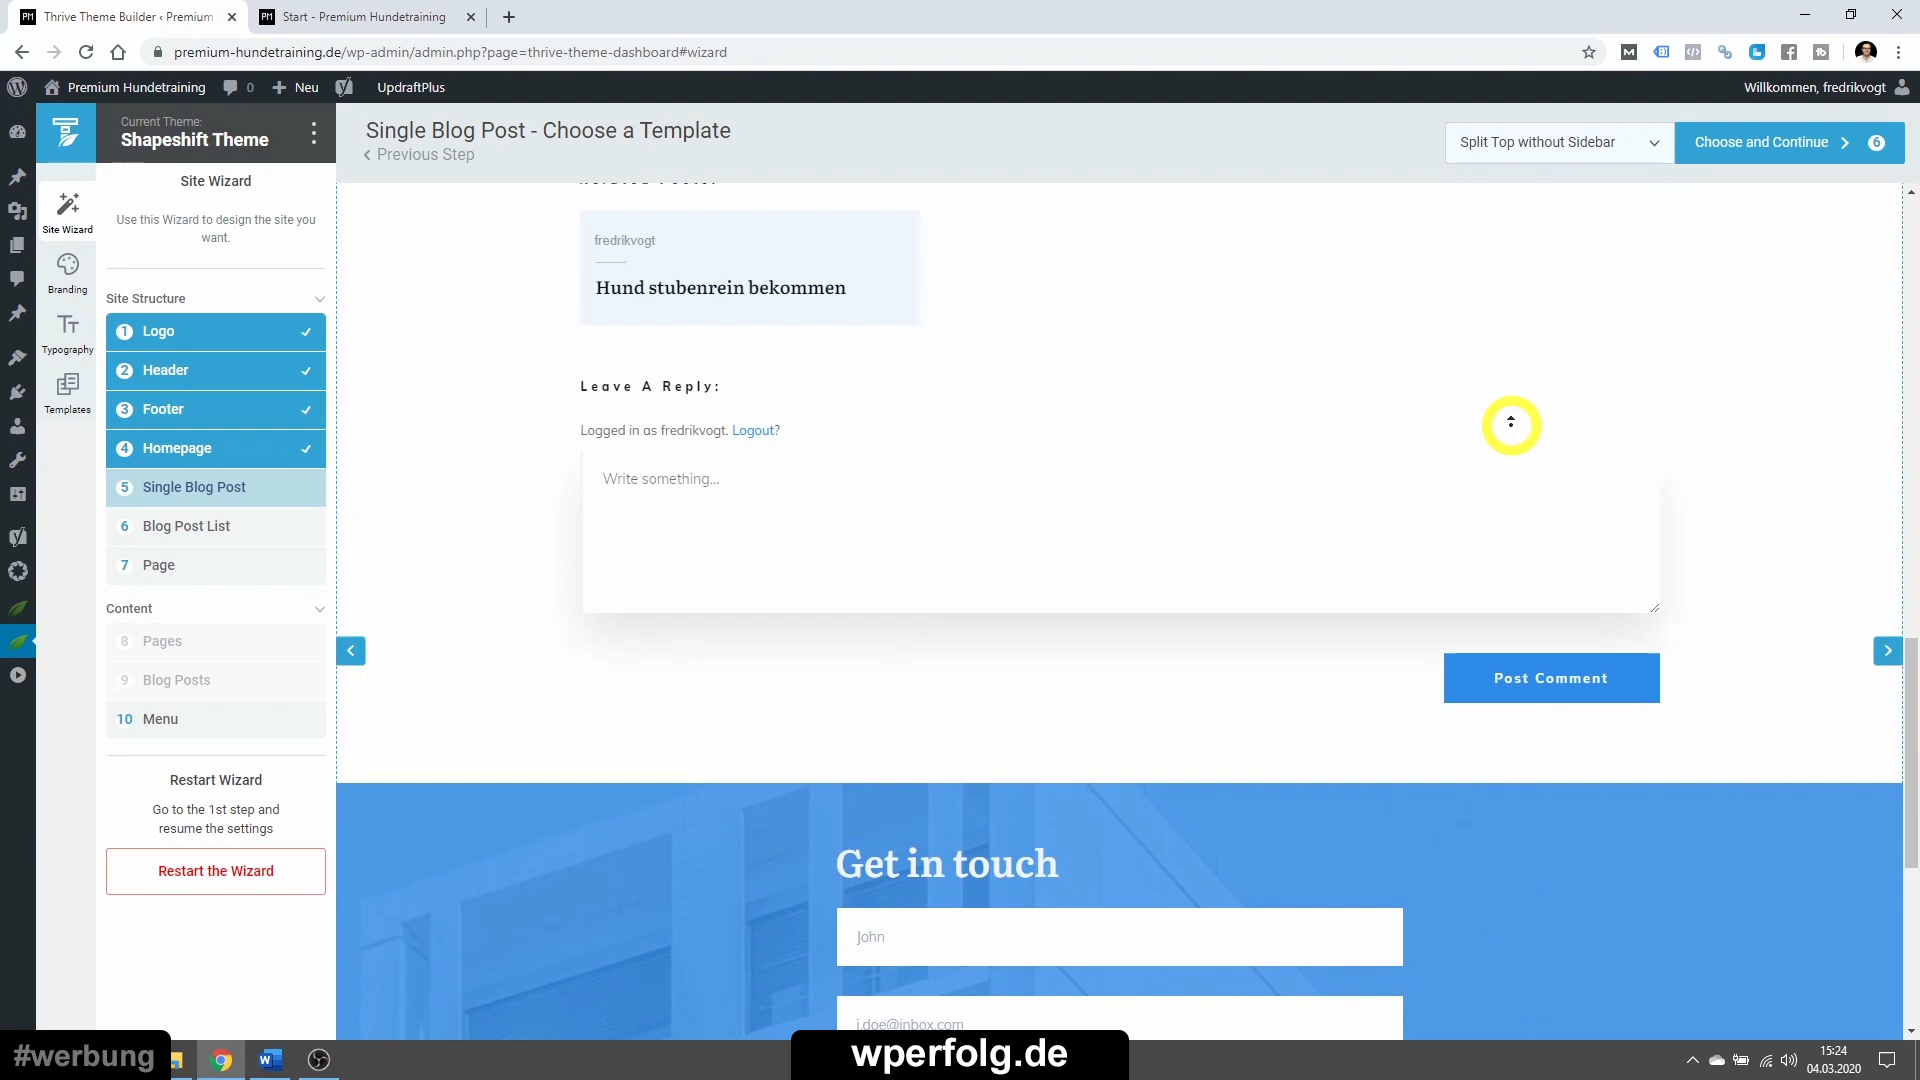 Thrive Theme Builder ‹ Premium
Start - Premium Hundetraining
premium-hundetraining.de/wp-admin/admin.php?page=thrive-theme-dashboard#wizard
Premium Hundetraining
0
Neu
UpdraftPlus
Willkommen, fredrikvogt
Current Theme:
Shapeshift Theme
Single Blog Post - Choose a Template
Previous Step
Split Top without Sidebar
Choose and Continue
6
Site Wizard
Branding
Typography
Templates
Site Wizard
Use this Wizard to design the site you
want.
Site Structure
1 Logo
2 Header
3 Footer
4 Homepage
5 Single Blog Post
6 Blog Post List
7 Page
Content
8 Pages
9 Blog Posts
10 Menu
Restart Wizard
Go to the 1st step and
resume the settings
Restart the Wizard
fredrikvogt
Hund stubenrein bekommen
Leave A Reply:
Logged in as fredrikvogt. Logout?
Write something...
Post Comment
Get in touch
John
j.doe@inbox.com
#werbung
wperfolg.de
15:24
04.03.2020